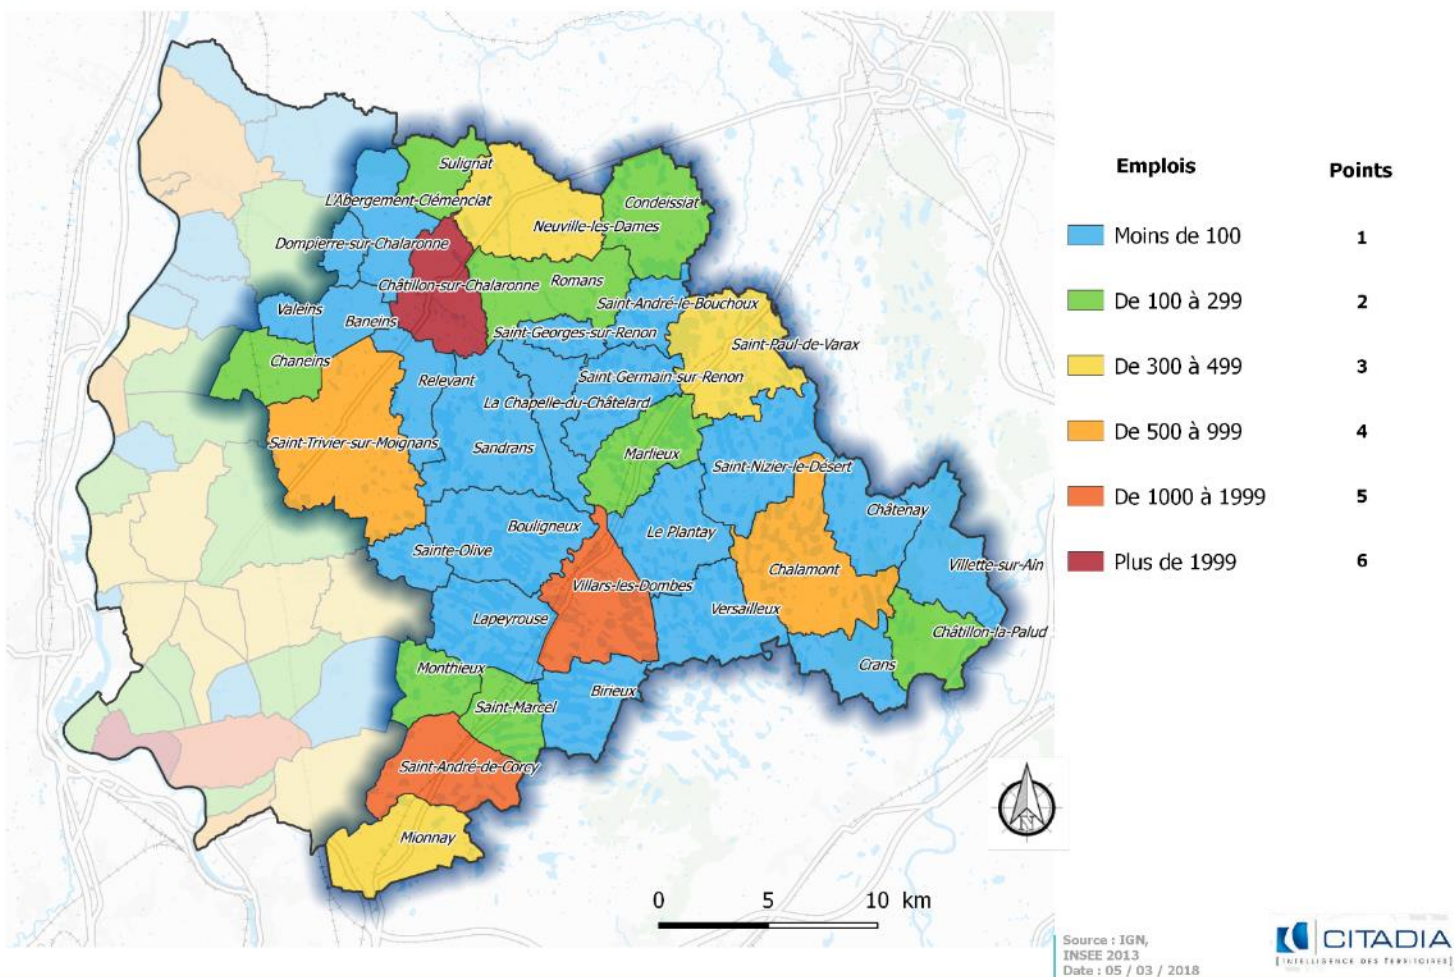 Emplois Points
Moins de 100 1
De 100 à 299 2
De 300 à 499 3
De 500 à 999 4
De 1000 à 1999 5
Plus de 1999 6
Sulignat
L'Abergement-Clémenciat
Condeissiat
Neuville-les-Dames
Dompierre-sur-Chalaronne
Châtillon-sur-Chalaronne
Romans
Saint-André-le-Bouchoux
Valeins
Baneins
Saint-Georges-sur-Renon
Saint-Paul-de-Varax
Chaneins
Relevant
Saint-Germain-sur-Renon
La Chapelle-du-Châtelard
Saint-Trivier-sur-Moignans
Sandrans
Marlieux
Saint-Nizier-le-Désert
Châtenay
Bouligneux
Le Plantay
Sainte-Olive
Villette-sur-Ain
Chalamont
Villars-les-Dombes
Versailleux
Lapeyrouse
Châtillon-la-Palud
Crans
Monthieux
Birieux
Saint-Marcel
Saint-André-de-Corcy
Mionnay
N
0 5 10 km
Source : IGN,
INSEE 2013
Date : 05 / 03 / 2018
CITADIA
INTELLIGENCE DES TERRITOIRES